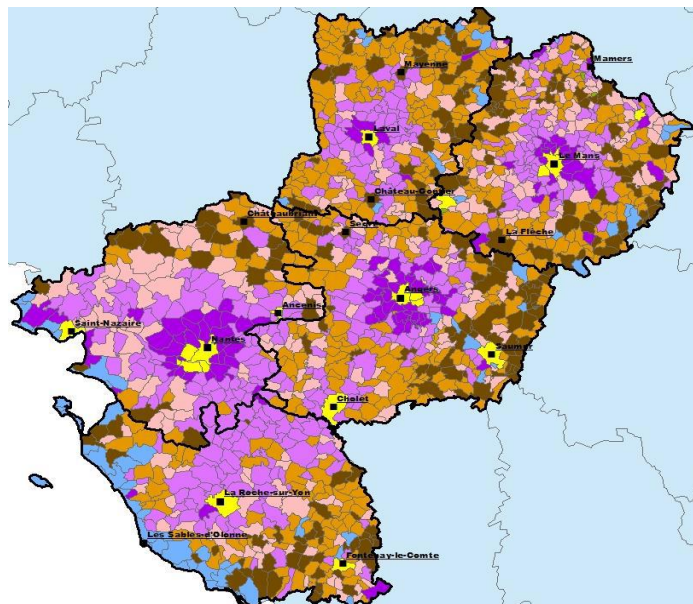 Mamers
Mayenne
Laval
Le Mans
Château-Gontier
Châteaubriant
Segré
La Flèche
Angers
Ancenis
Saint-Nazaire
Nantes
Saumur
Cholet
La Roche-sur-Yon
Les Sables-d'Olonne
Fontenay-le-Comte